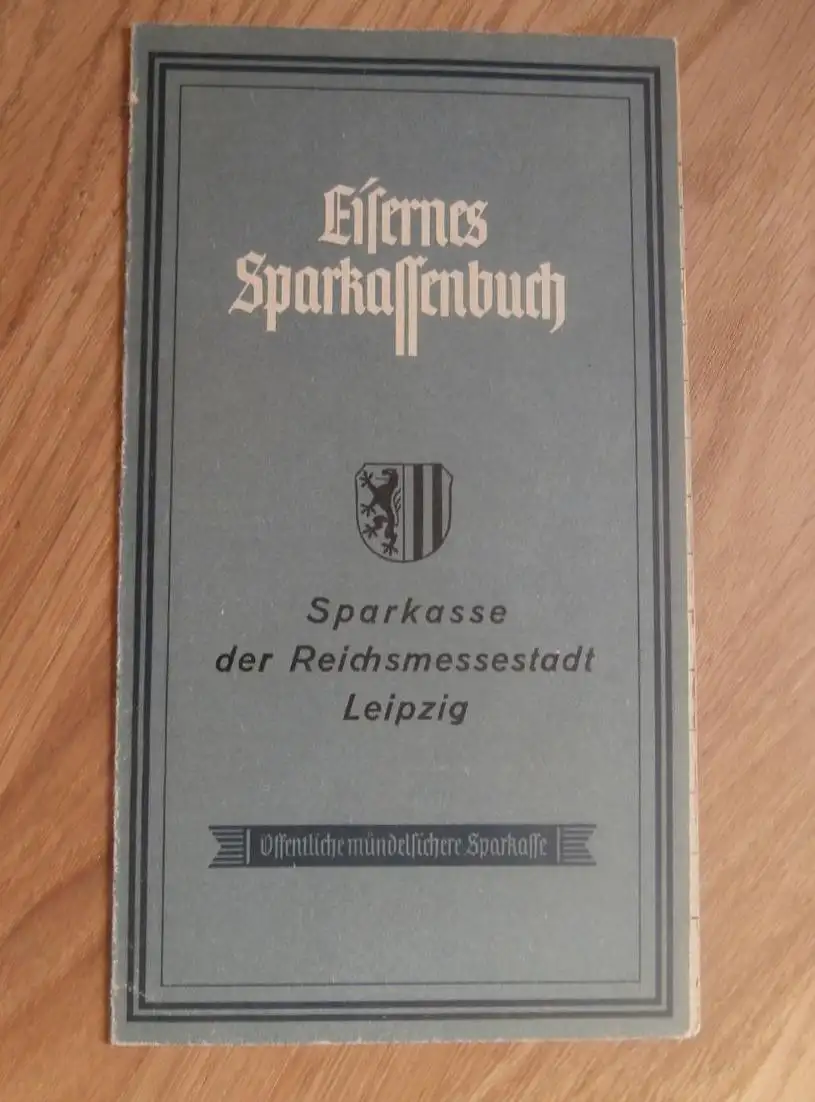 Eiſernes
Sparkaſſenbuch
Sparkasse
der Reichsmessestadt
Leipzig
Öffentliche mündelſichere Sparkaſſe